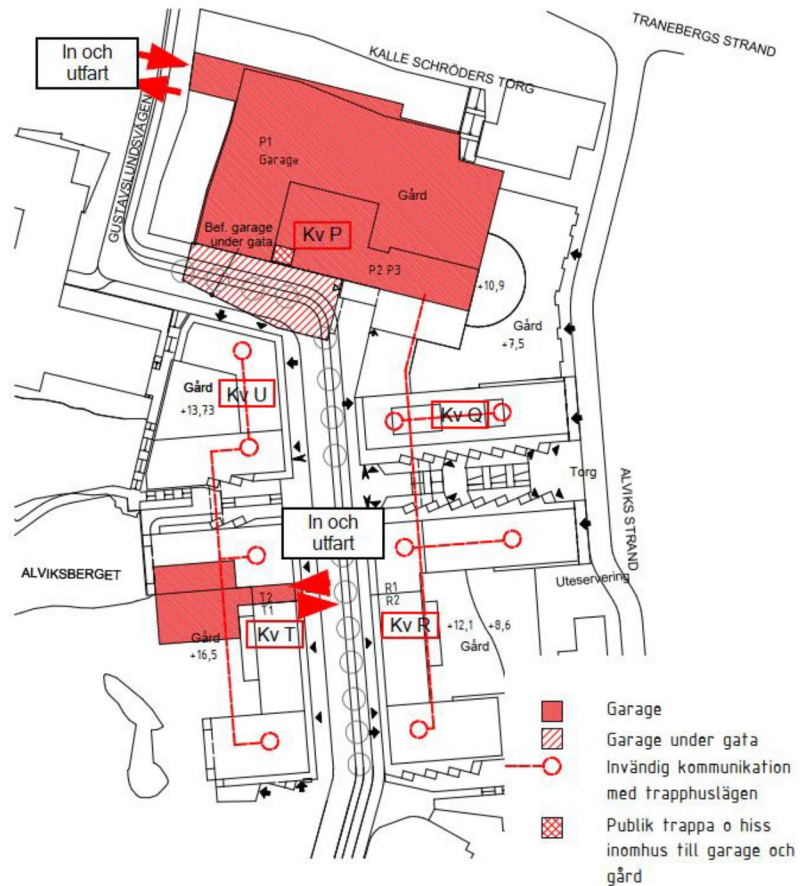 TRANEBERGS STRAND
In och
utfart
KALLE SCHRÖDERS TORG
GUSTAVSLUNDSVÄGEN
P1
Garage
Gård
Bef. garage
under gata
Kv P
P2 P3
+10,9
Gård
+7,5
Gård
+13,73
Kv U
Kv Q
Torg
ALVIKS STRAND
In och
utfart
ALVIKSBERGET
Uteservering
T2
T1
R1
R2
Kv T
Kv R
+12,1
+8,6
Gård
Gård
+16,5
Garage
Garage under gata
Invändig kommunikation
med trapphuslägen
Publik trappa o hiss
inomhus till garage och
gård